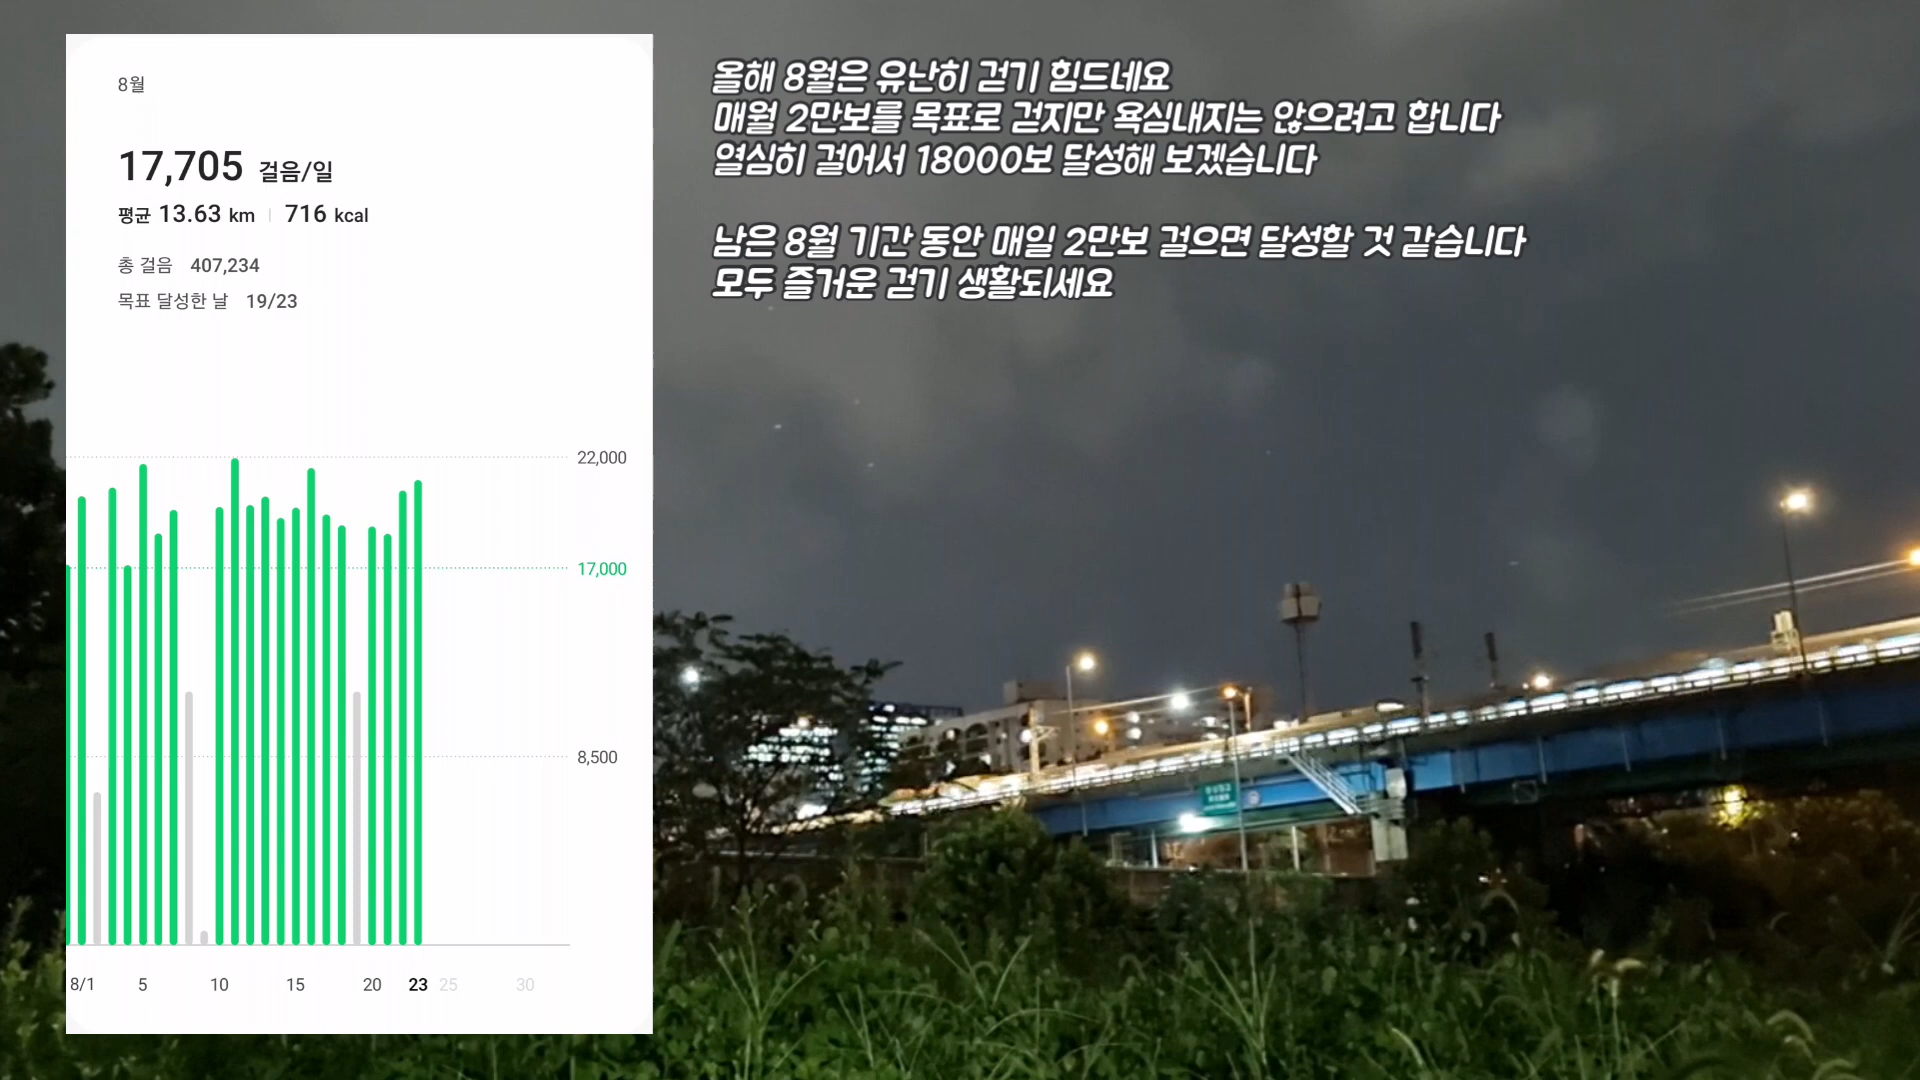 8월
17,705 걸음/일
평균 13.63 km | 716 kcal
총 걸음 407,234
목표 달성한 날 19/23
22,000
17,000
8,500
8/1 5 10 15 20 23 25 30
올해 8월은 유난히 걷기 힘드네요
매월 2만보를 목표로 걷지만 욕심내지는 않으려고 합니다
열심히 걸어서 18000보 달성해 보겠습니다
남은 8월 기간 동안 매일 2만보 걸으면 달성할 것 같습니다
모두 즐거운 걷기 생활되세요